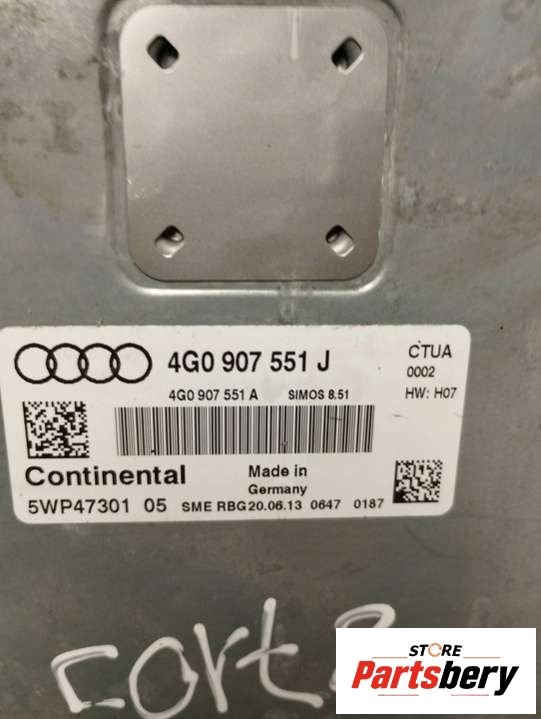 4G0 907 551 J
CTUA
0002
4G0 907 551 A SIMOS 8.51
HW: H07
Continental
Made in
Germany
5WP47301 05 SME RBG20.06.13 0647 0187
STORE
Partsbery